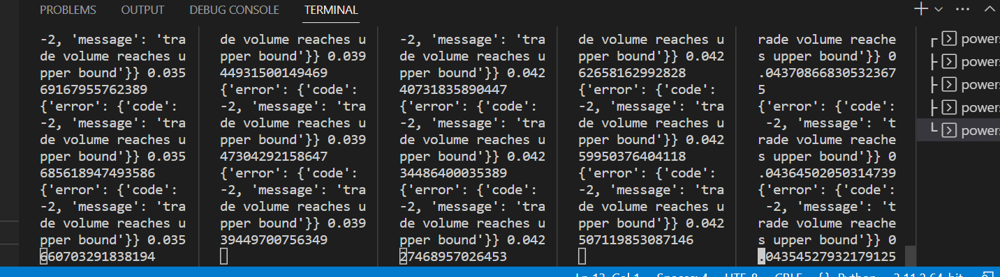 PROBLEMS OUTPUT DEBUG CONSOLE TERMINAL
-2, 'message': 'tra
de volume reaches u
pper bound'}} 0.035
69167955762389
{'error': {'code':
-2, 'message': 'tra
de volume reaches u
pper bound'}} 0.035
685618947493586
{'error': {'code':
-2, 'message': 'tra
de volume reaches u
pper bound'}} 0.035
660703291838194
de volume reaches u
pper bound'}} 0.039
44931500149469
{'error': {'code':
-2, 'message': 'tra
de volume reaches u
pper bound'}} 0.039
47304292158647
{'error': {'code':
-2, 'message': 'tra
de volume reaches u
pper bound'}} 0.039
39449700756349
-2, 'message': 'tra
de volume reaches u
pper bound'}} 0.042
40731835890447
{'error': {'code':
-2, 'message': 'tra
de volume reaches u
pper bound'}} 0.042
34486400035389
{'error': {'code':
-2, 'message': 'tra
de volume reaches u
pper bound'}} 0.042
27468957026453
de volume reaches u
pper bound'}} 0.042
62658162992828
{'error': {'code':
-2, 'message': 'tra
de volume reaches u
pper bound'}} 0.042
59950376404118
{'error': {'code':
-2, 'message': 'tra
de volume reaches u
pper bound'}} 0.042
507119853087146
rade volume reache
s upper bound'}} 0
.04370866830532367
5
{'error': {'code':
-2, 'message': 't
rade volume reache
s upper bound'}} 0
.04364502050314739
{'error': {'code':
-2, 'message': 't
rade volume reache
s upper bound'}} 0
.04354527932179125
powers
powers
powers
powers
powers